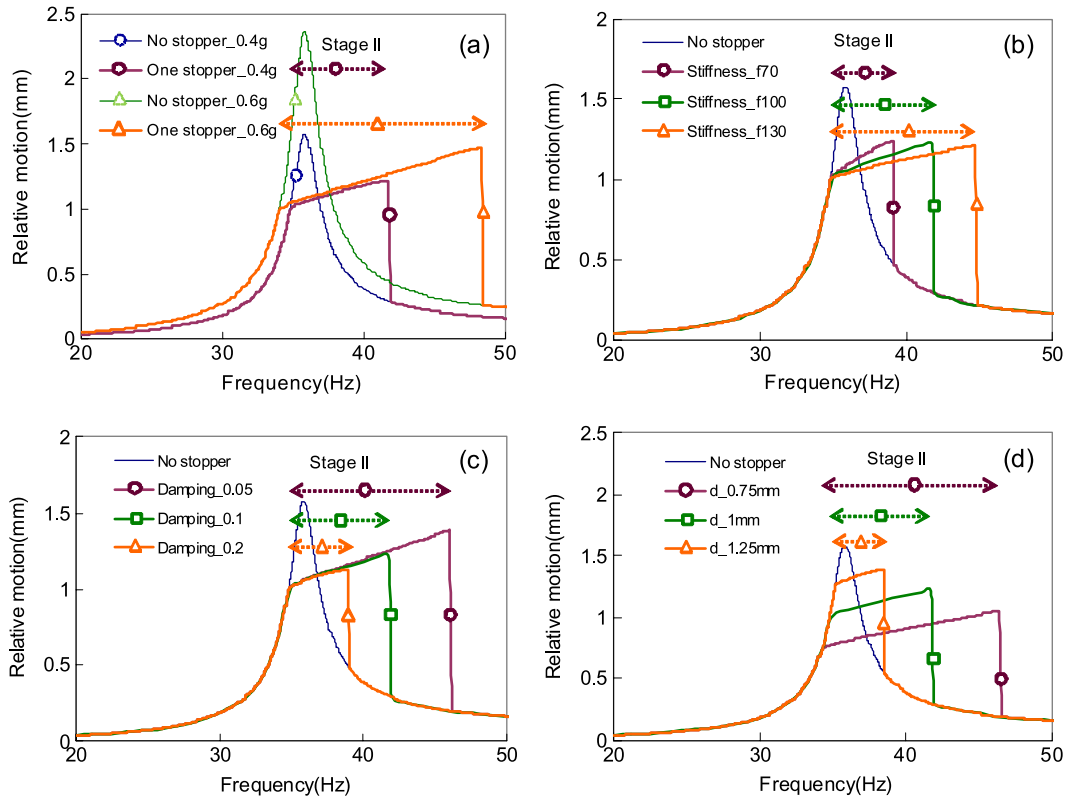 (a)
Relative motion(mm)
2.5
2
1.5
1
0.5
0
No stopper_0.4g
One stopper_0.4g
No stopper_0.6g
One stopper_0.6g
Stage II
20
30
40
50
Frequency(Hz)
(b)
Relative motion(mm)
2
1.5
1
0.5
0
No stopper
Stiffness_f70
Stiffness_f100
Stiffness_f130
Stage II
20
30
40
50
Frequency(Hz)
(c)
Relative motion(mm)
2
1.5
1
0.5
0
No stopper
Damping_0.05
Damping_0.1
Damping_0.2
Stage II
20
30
40
50
Frequency(Hz)
(d)
Relative motion(mm)
2.5
2
1.5
1
0.5
0
No stopper
d_0.75mm
d_1mm
d_1.25mm
Stage II
20
30
40
50
Frequency(Hz)